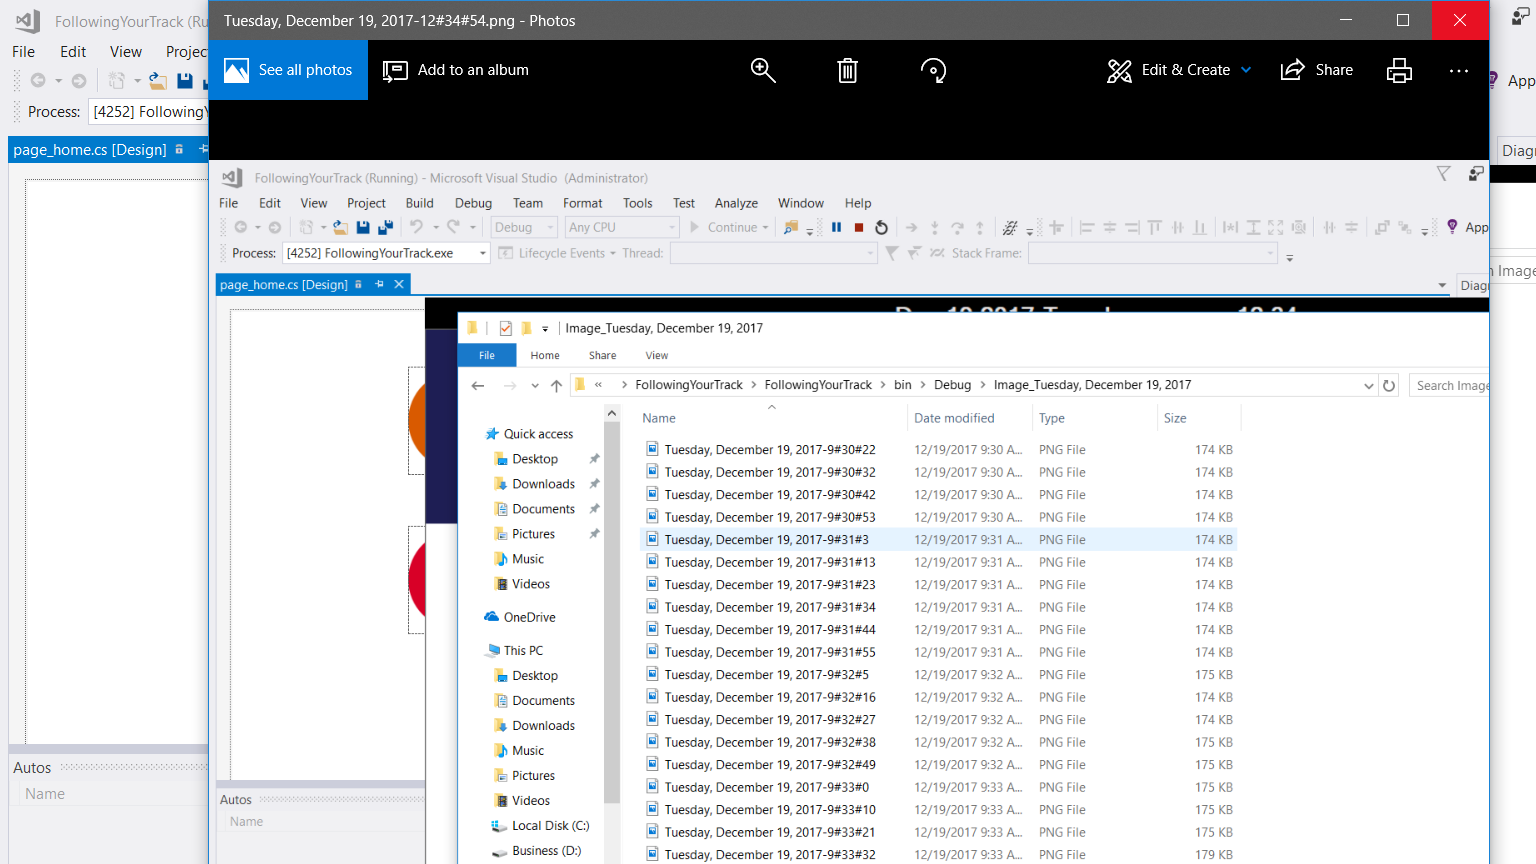 FollowingYourTrack (Ru
File Edit View Projec
Process: [4252] FollowingY
page_home.cs [Design]
Autos
Name
Tuesday, December 19, 2017-12#34#54.png - Photos
See all photos
Add to an album
Edit & Create
Share
App
Diagn
FollowingYourTrack (Running) - Microsoft Visual Studio (Administrator)
File Edit View Project Build Debug Team Format Tools Test Analyze Window Help
Debug Any CPU Continue App
Process: [4252] FollowingYourTrack.exe Lifecycle Events Thread: Stack Frame:
page_home.cs [Design] Diagn
Image_Tuesday, December 19, 2017
File Home Share View
« FollowingYourTrack FollowingYourTrack bin Debug Image_Tuesday, December 19, 2017 Search Image
Name Date modified Type Size
Quick access
Desktop
Downloads
Documents
Pictures
Music
Videos
OneDrive
This PC
Desktop
Documents
Downloads
Music
Pictures
Videos
Local Disk (C:)
Business (D:)
Tuesday, December 19, 2017-9#30#22 12/19/2017 9:30 A... PNG File 174 KB
Tuesday, December 19, 2017-9#30#32 12/19/2017 9:30 A... PNG File 174 KB
Tuesday, December 19, 2017-9#30#42 12/19/2017 9:30 A... PNG File 174 KB
Tuesday, December 19, 2017-9#30#53 12/19/2017 9:30 A... PNG File 174 KB
Tuesday, December 19, 2017-9#31#3 12/19/2017 9:31 A... PNG File 174 KB
Tuesday, December 19, 2017-9#31#13 12/19/2017 9:31 A... PNG File 174 KB
Tuesday, December 19, 2017-9#31#23 12/19/2017 9:31 A... PNG File 174 KB
Tuesday, December 19, 2017-9#31#34 12/19/2017 9:31 A... PNG File 174 KB
Tuesday, December 19, 2017-9#31#44 12/19/2017 9:31 A... PNG File 174 KB
Tuesday, December 19, 2017-9#31#55 12/19/2017 9:31 A... PNG File 174 KB
Tuesday, December 19, 2017-9#32#5 12/19/2017 9:32 A... PNG File 175 KB
Tuesday, December 19, 2017-9#32#16 12/19/2017 9:32 A... PNG File 174 KB
Tuesday, December 19, 2017-9#32#27 12/19/2017 9:32 A... PNG File 174 KB
Tuesday, December 19, 2017-9#32#38 12/19/2017 9:32 A... PNG File 175 KB
Tuesday, December 19, 2017-9#32#49 12/19/2017 9:32 A... PNG File 175 KB
Tuesday, December 19, 2017-9#33#0 12/19/2017 9:33 A... PNG File 175 KB
Tuesday, December 19, 2017-9#33#10 12/19/2017 9:33 A... PNG File 175 KB
Tuesday, December 19, 2017-9#33#21 12/19/2017 9:33 A... PNG File 175 KB
Tuesday, December 19, 2017-9#33#32 12/19/2017 9:33 A... PNG File 179 KB
Autos
Name